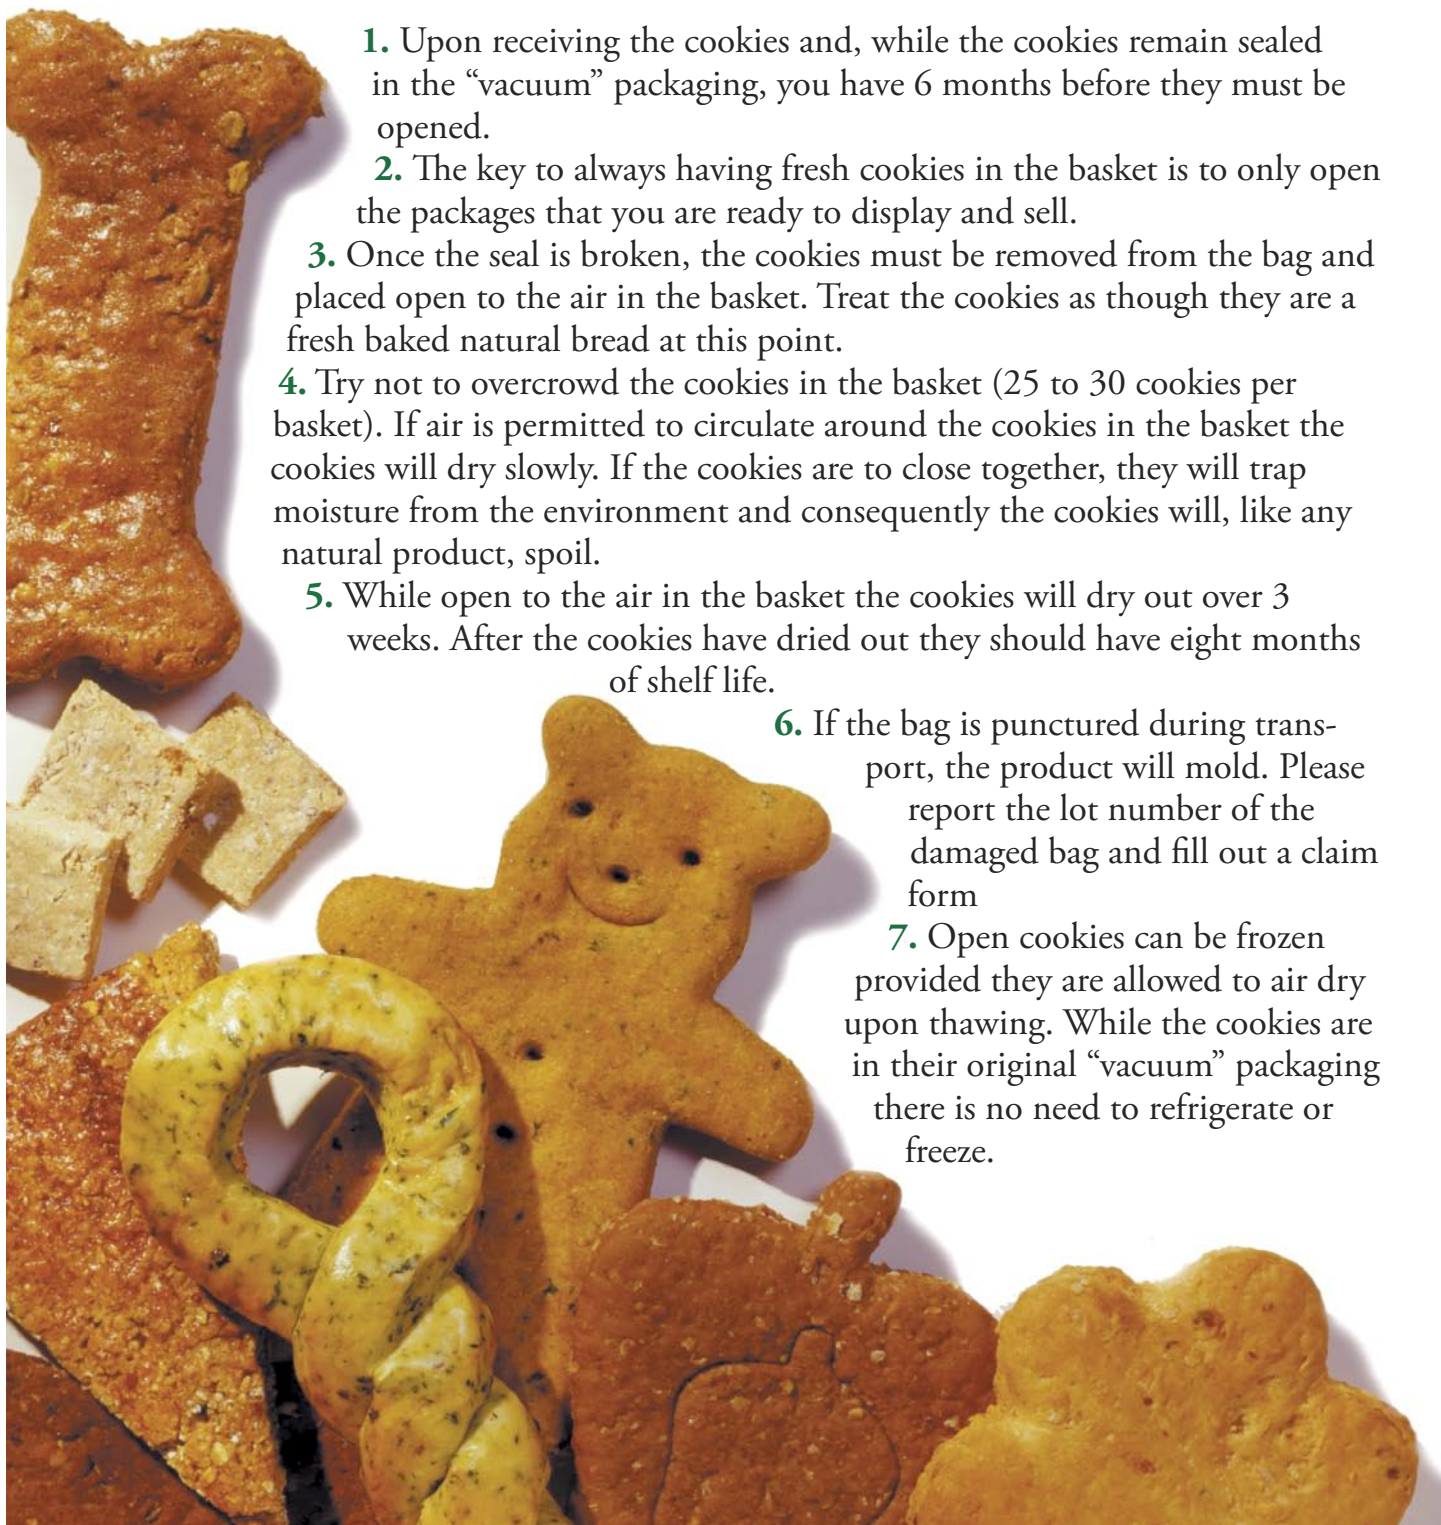 1. Upon receiving the cookies and, while the cookies remain sealed
in the “vacuum” packaging, you have 6 months before they must be
opened.
2. The key to always having fresh cookies in the basket is to only open
the packages that you are ready to display and sell.
3. Once the seal is broken, the cookies must be removed from the bag and
placed open to the air in the basket. Treat the cookies as though they are a
fresh baked natural bread at this point.
4. Try not to overcrowd the cookies in the basket (25 to 30 cookies per
basket). If air is permitted to circulate around the cookies in the basket the
cookies will dry slowly. If the cookies are to close together, they will trap
moisture from the environment and consequently the cookies will, like any
natural product, spoil.
5. While open to the air in the basket the cookies will dry out over 3
weeks. After the cookies have dried out they should have eight months
of shelf life.
6. If the bag is punctured during trans-
port, the product will mold. Please
report the lot number of the
damaged bag and fill out a claim
form
7. Open cookies can be frozen
provided they are allowed to air dry
upon thawing. While the cookies are
in their original “vacuum” packaging
there is no need to refrigerate or
freeze.